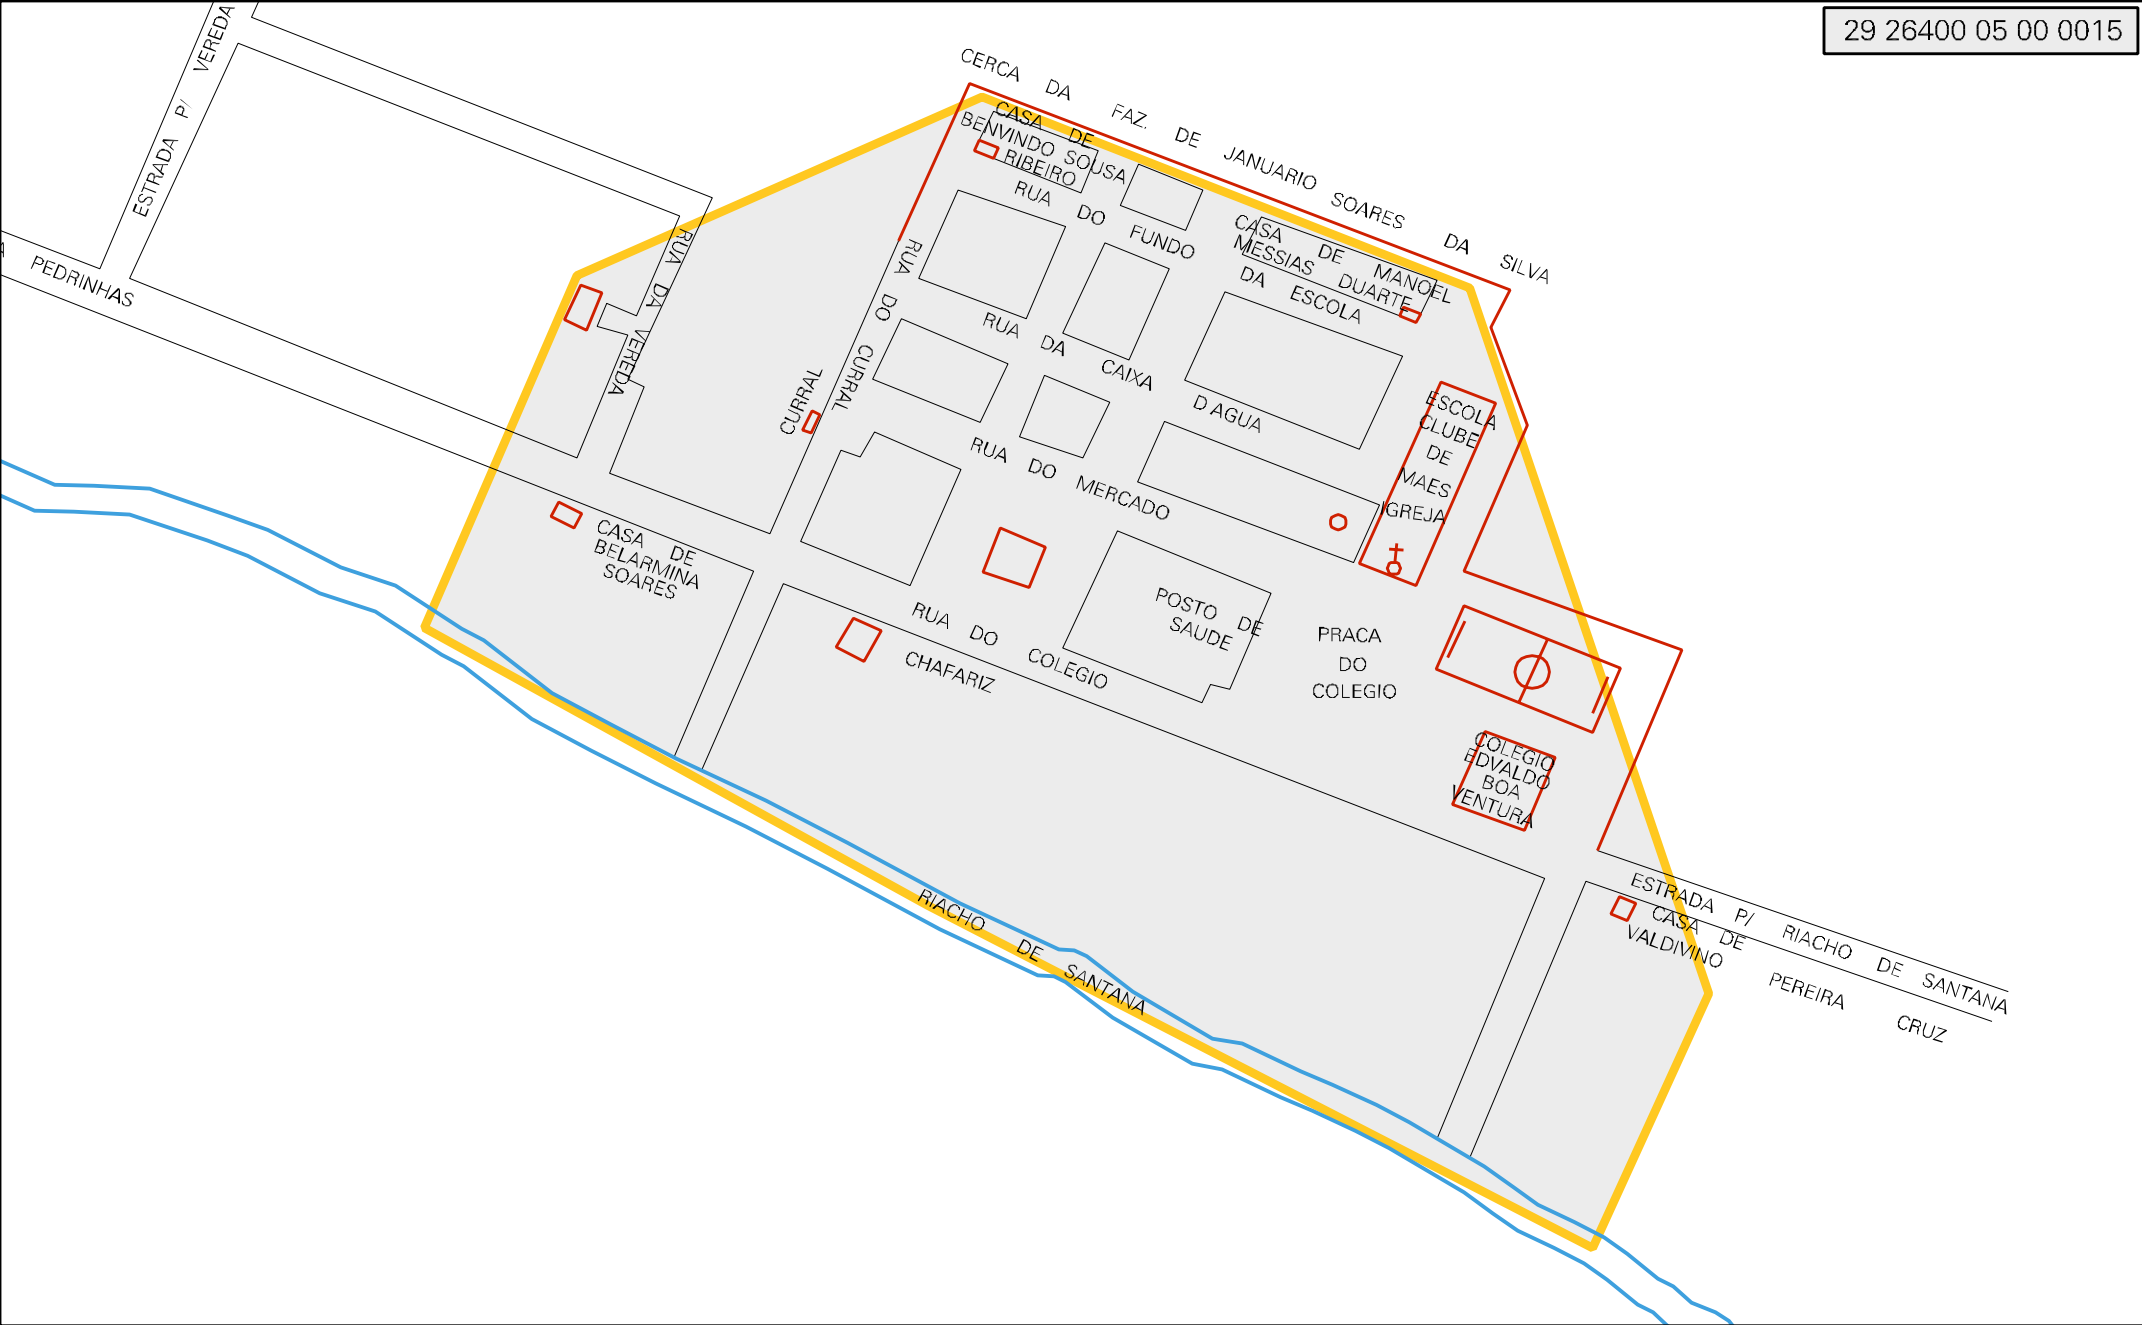 29 26400 05 00 0015
ESTRADA P/ VEREDA
PEDRINHAS
CERCA DA FAZ. DE JANUARIO SOARES DA SILVA
CASA DE
BENVINDO SOUSA
RIBEIRO
RUA DO FUNDO
CASA DE MANOEL
MESSIAS DUARTE
RUA DA VEREDA
RUA DO CURRAL
CURRAL
DA ESCOLA
RUA DA CAIXA D AGUA
ESCOLA
CLUBE
DE
MAES
IGREJA
RUA DO MERCADO
CASA DE
BELARMINA
SOARES
POSTO DE
SAUDE
PRACA
DO
COLEGIO
RUA DO COLEGIO
CHAFARIZ
COLEGIO
EDVALDO
BOA
VENTURA
ESTRADA P/ RIACHO DE SANTANA
CASA DE
VALDIVINO
PEREIRA CRUZ
RIACHO DE SANTANA